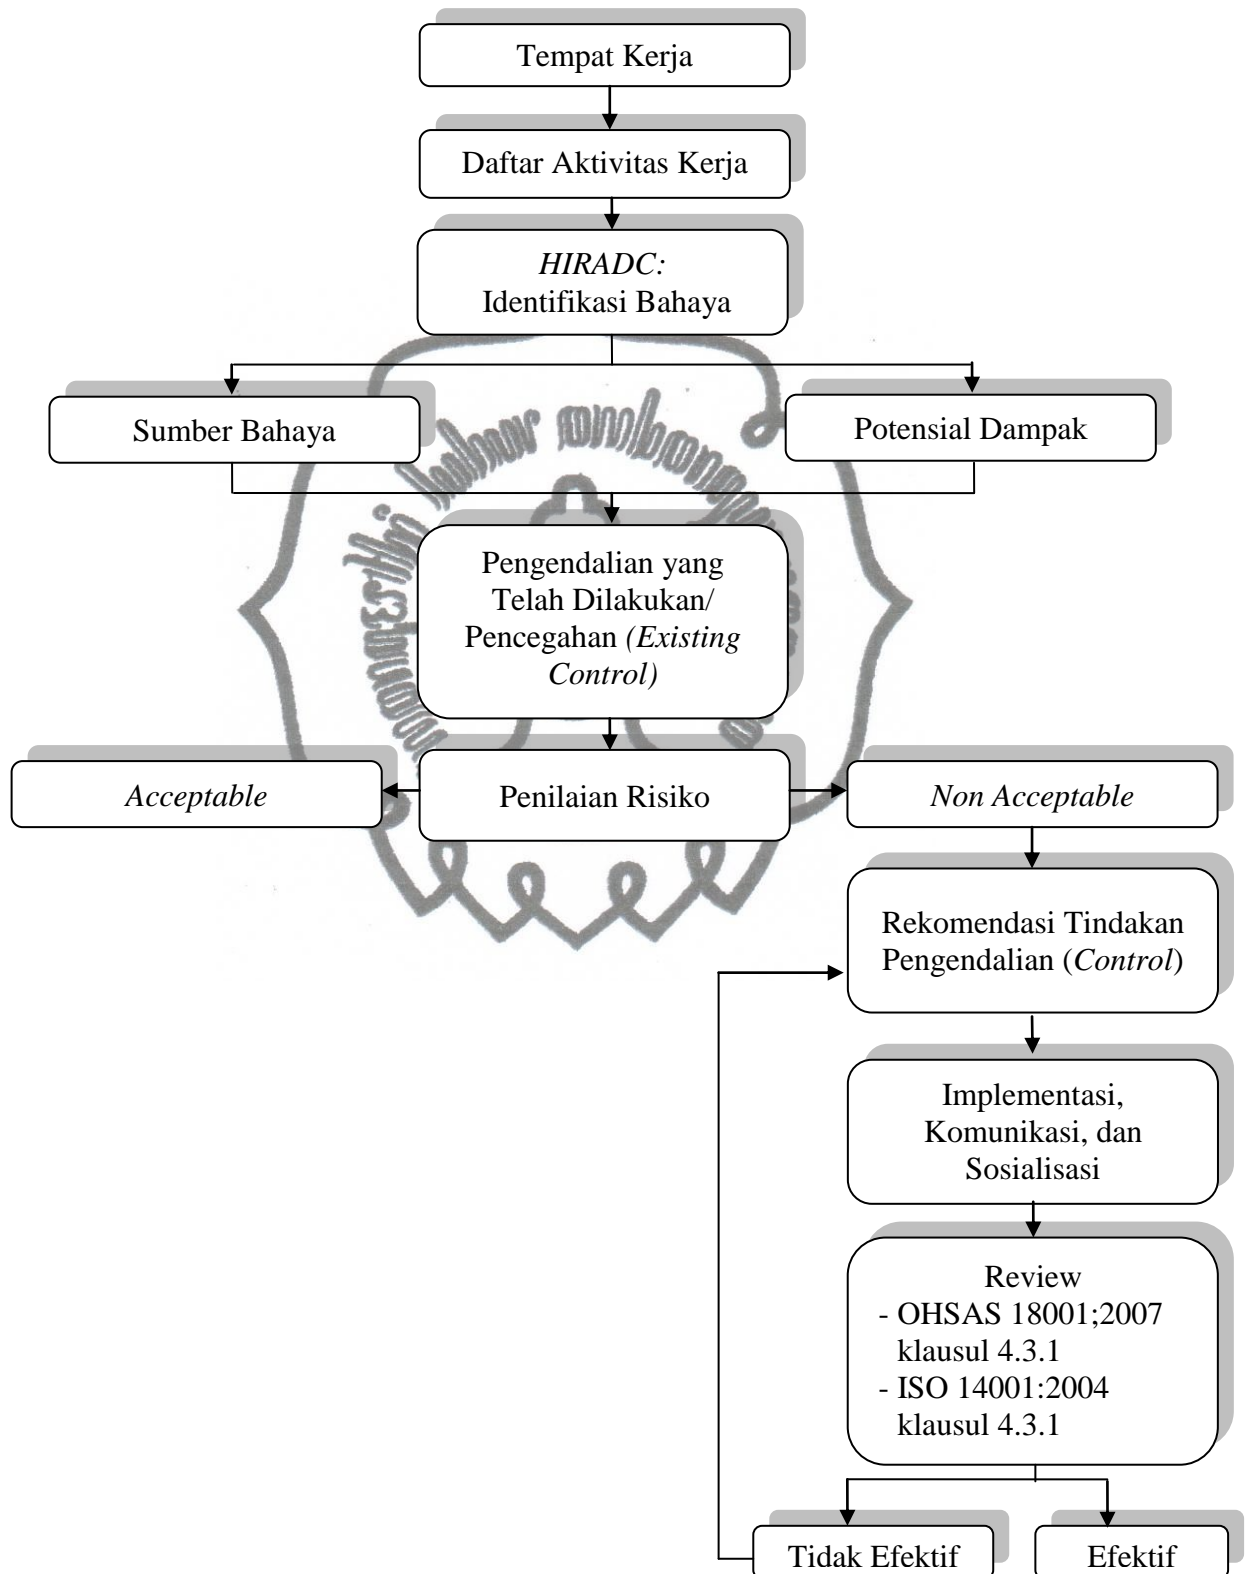 Tempat Kerja
Daftar Aktivitas Kerja
HIRADC:
Identifikasi Bahaya
Sumber Bahaya
Potensial Dampak
Pengendalian yang
Telah Dilakukan/
Pencegahan (Existing
Control)
Acceptable
Penilaian Risiko
Non Acceptable
Rekomendasi Tindakan
Pengendalian (Control)
Implementasi,
Komunikasi, dan
Sosialisasi
Review
- OHSAS 18001;2007
klausul 4.3.1
- ISO 14001:2004
klausul 4.3.1
Tidak Efektif
Efektif